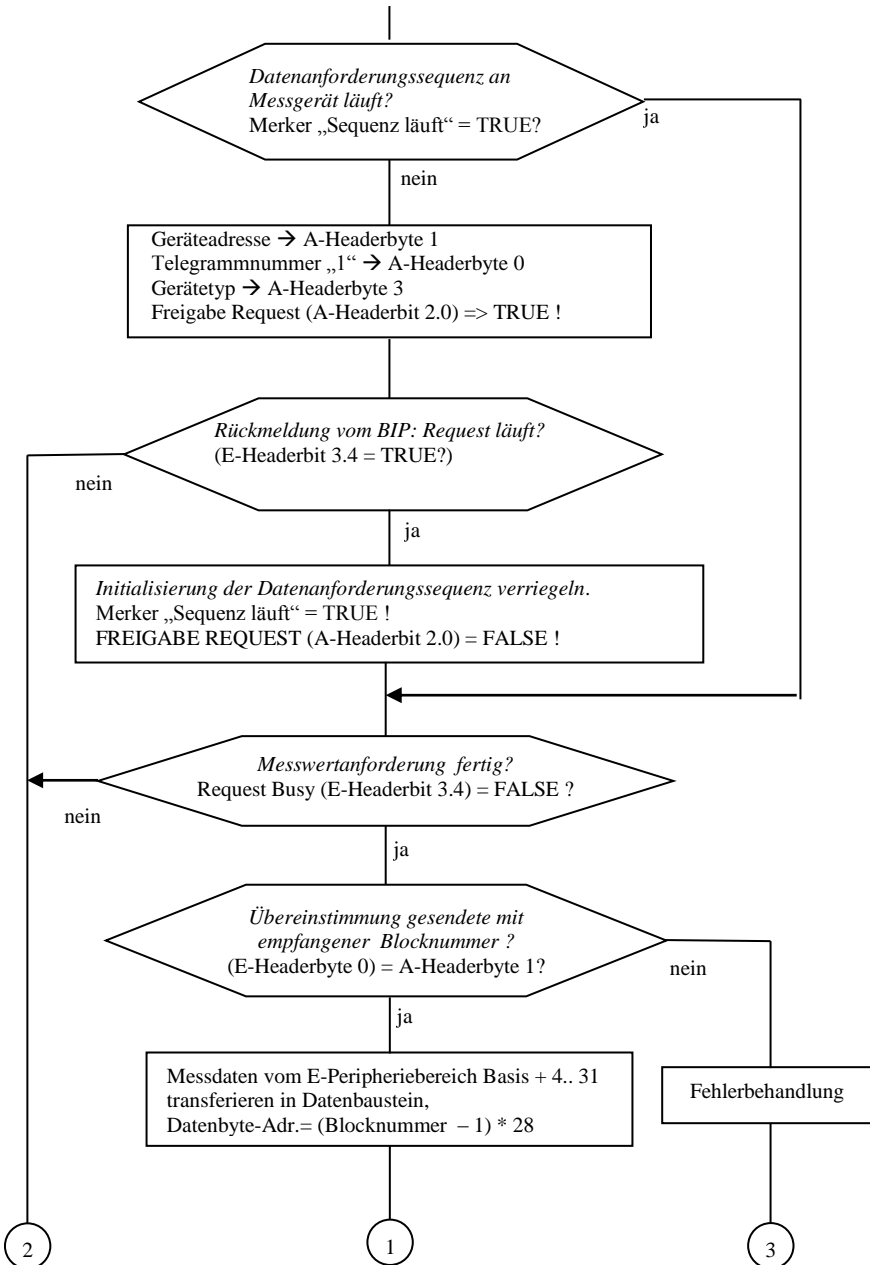 Datenanforderungssequenz an
Messgerät läuft?
Merker „Sequenz läuft“ = TRUE?
ja
nein
Geräteadresse → A-Headerbyte 1
Telegrammnummer „1“ → A-Headerbyte 0
Gerätetyp → A-Headerbyte 3
Freigabe Request (A-Headerbit 2.0) => TRUE !
Rückmeldung vom BIP: Request läuft?
(E-Headerbit 3.4 = TRUE?)
nein
ja
Initialisierung der Datenanforderungssequenz verriegeln.
Merker „Sequenz läuft“ = TRUE !
FREIGABE REQUEST (A-Headerbit 2.0) = FALSE !
Messwertanforderung fertig?
Request Busy (E-Headerbit 3.4) = FALSE ?
nein
ja
Übereinstimmung gesendete mit
empfangener Blocknummer ?
(E-Headerbyte 0) = A-Headerbyte 1?
nein
ja
Messdaten vom E-Peripheriebereich Basis + 4.. 31
transferieren in Datenbaustein,
Datenbyte-Adr.= (Blocknummer – 1) * 28
Fehlerbehandlung
2
1
3